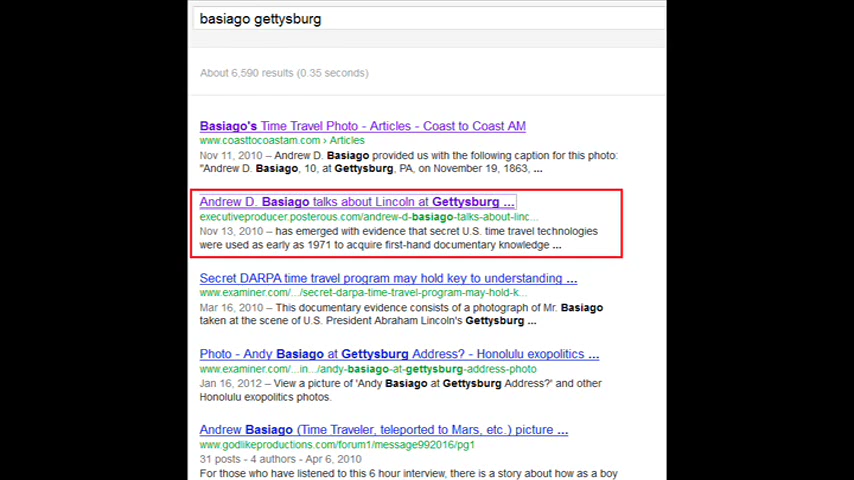 basiago gettysburg
About 6,590 results (0.35 seconds)
Basiago's Time Travel Photo - Articles - Coast to Coast AM
www.coasttocoastam.com › Articles
Nov 11, 2010 – Andrew D. Basiago provided us with the following caption for this photo:
"Andrew D. Basiago, 10, at Gettysburg, PA, on November 19, 1863, ...
Andrew D. Basiago talks about Lincoln at Gettysburg ...
executiveproducer.posterous.com/andrew-d-basiago-talks-about-linc...
Nov 13, 2010 – has emerged with evidence that secret U.S. time travel technologies
were used as early as 1971 to acquire first-hand documentary knowledge ...
Secret DARPA time travel program may hold key to understanding ...
www.examiner.com/.../secret-darpa-time-travel-program-may-hold-k...
Mar 16, 2010 – This documentary evidence consists of a photograph of Mr. Basiago
taken at the scene of U.S. President Abraham Lincoln's Gettysburg ...
Photo - Andy Basiago at Gettysburg Address? - Honolulu exopolitics ...
www.examiner.com/...in.../andy-basiago-at-gettysburg-address-photo
Jan 16, 2012 – View a picture of 'Andy Basiago at Gettysburg Address?' and other
Honolulu exopolitics photos.
Andrew Basiago (Time Traveler, teleported to Mars, etc.) picture ...
www.godlikeproductions.com/forum1/message992016/pg1
31 posts - 4 authors - Apr 6, 2010
For those who have listened to this 6 hour interview, there is a story about how as a boy